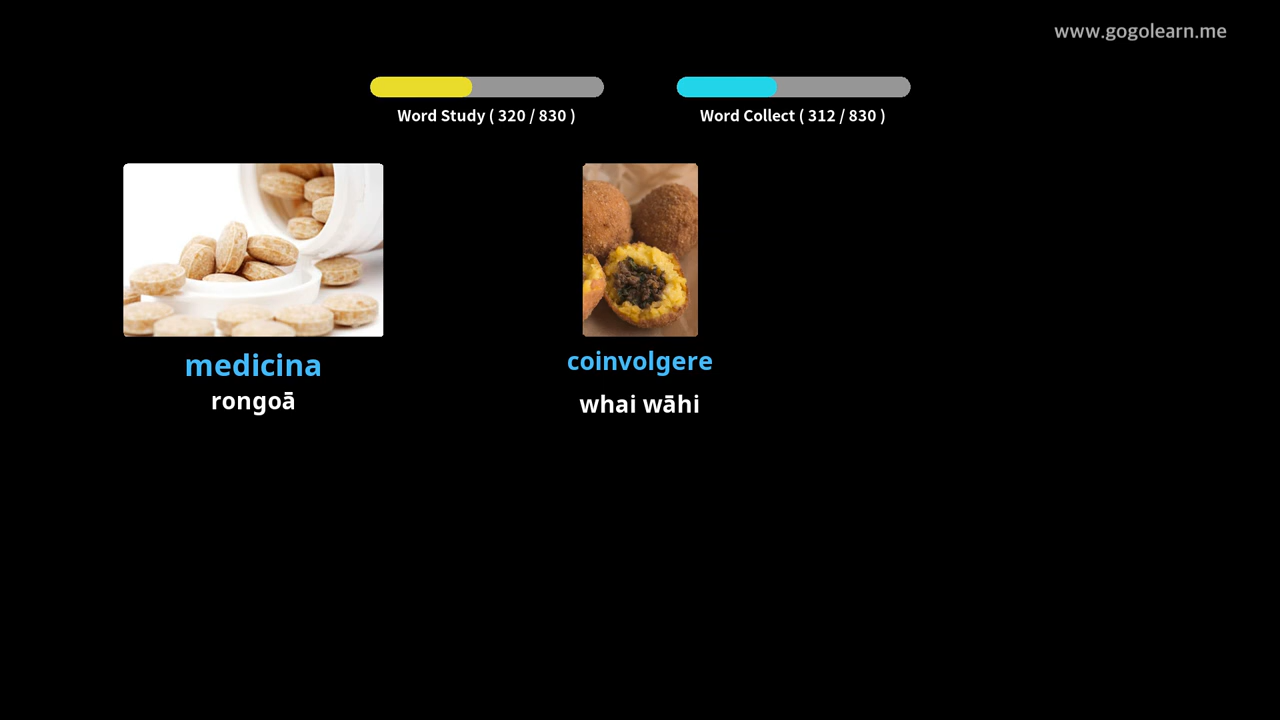 www.gogolearn.me
Word Study ( 320 / 830 )
Word Collect ( 312 / 830 )
medicina
rongoā
coinvolgere
whai wāhi